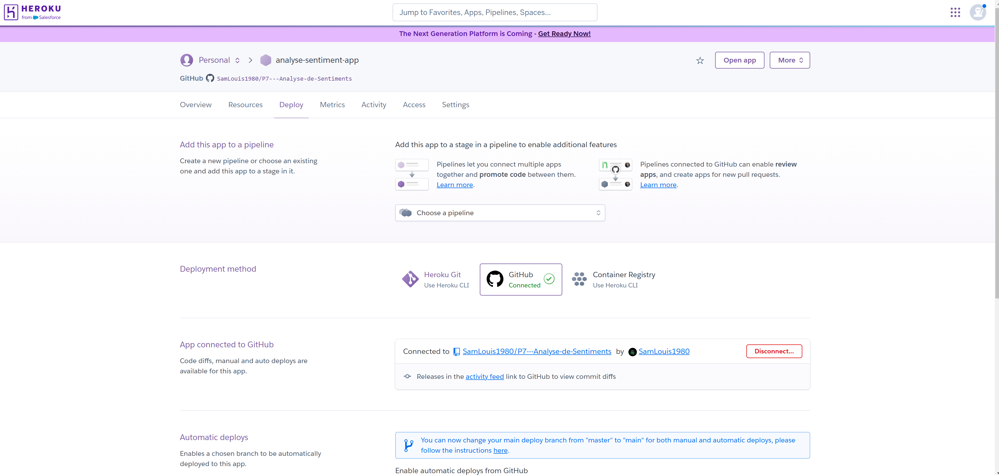 HEROKU
from Salesforce
Jump to Favorites, Apps, Pipelines, Spaces...
The Next Generation Platform is Coming - Get Ready Now!
Personal
analyse-sentiment-app
Open app
More
GitHub SamLouis1980/P7---Analyse-de-Sentiments
Overview
Resources
Deploy
Metrics
Activity
Access
Settings
Add this app to a pipeline
Create a new pipeline or choose an existing
one and add this app to a stage in it.
Add this app to a stage in a pipeline to enable additional features
Pipelines let you connect multiple apps
together and promote code between them.
Learn more.
Pipelines connected to GitHub can enable review
apps, and create apps for new pull requests.
Learn more.
Choose a pipeline
Deployment method
Heroku Git
Use Heroku CLI
GitHub
Connected
Container Registry
Use Heroku CLI
App connected to GitHub
Code diffs, manual and auto deploys are
available for this app.
Connected to SamLouis1980/P7---Analyse-de-Sentiments by SamLouis1980
Disconnect...
Releases in the activity feed link to GitHub to view commit diffs
Automatic deploys
Enables a chosen branch to be automatically
deployed to this app.
You can now change your main deploy branch from "master" to "main" for both manual and automatic deploys, please
follow the instructions here.
Enable automatic deploys from GitHub